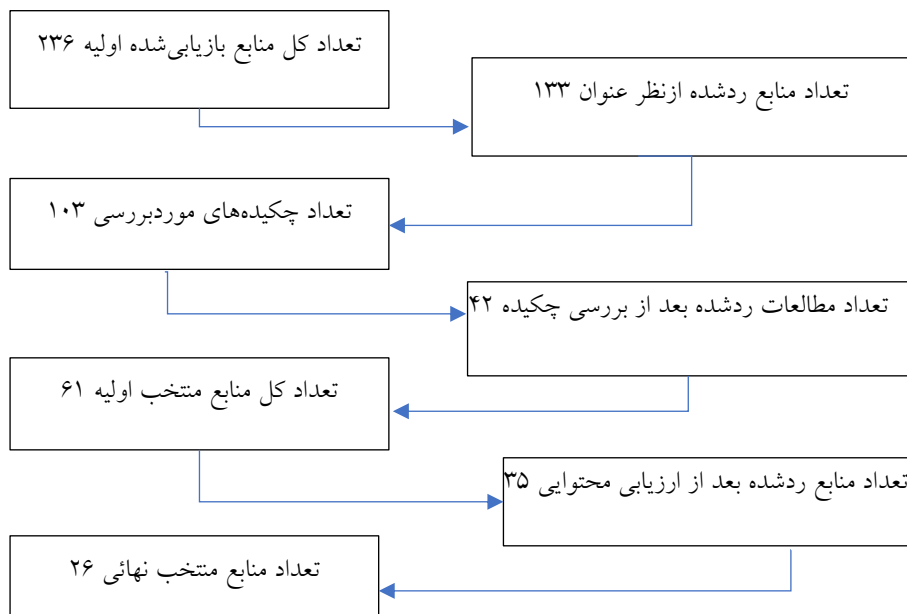 تعداد کل منابع بازیابی‌شده اولیه ۲۳۶
تعداد منابع ردشده ازنظر عنوان ۱۳۳
تعداد چکیده‌های موردبررسی ۱۰۳
تعداد مطالعات ردشده بعد از بررسی چکیده ۴۲
تعداد کل منابع منتخب اولیه ۶۱
تعداد منابع ردشده بعد از ارزیابی محتوایی ۳۵
تعداد منابع منتخب نهائی ۲۶